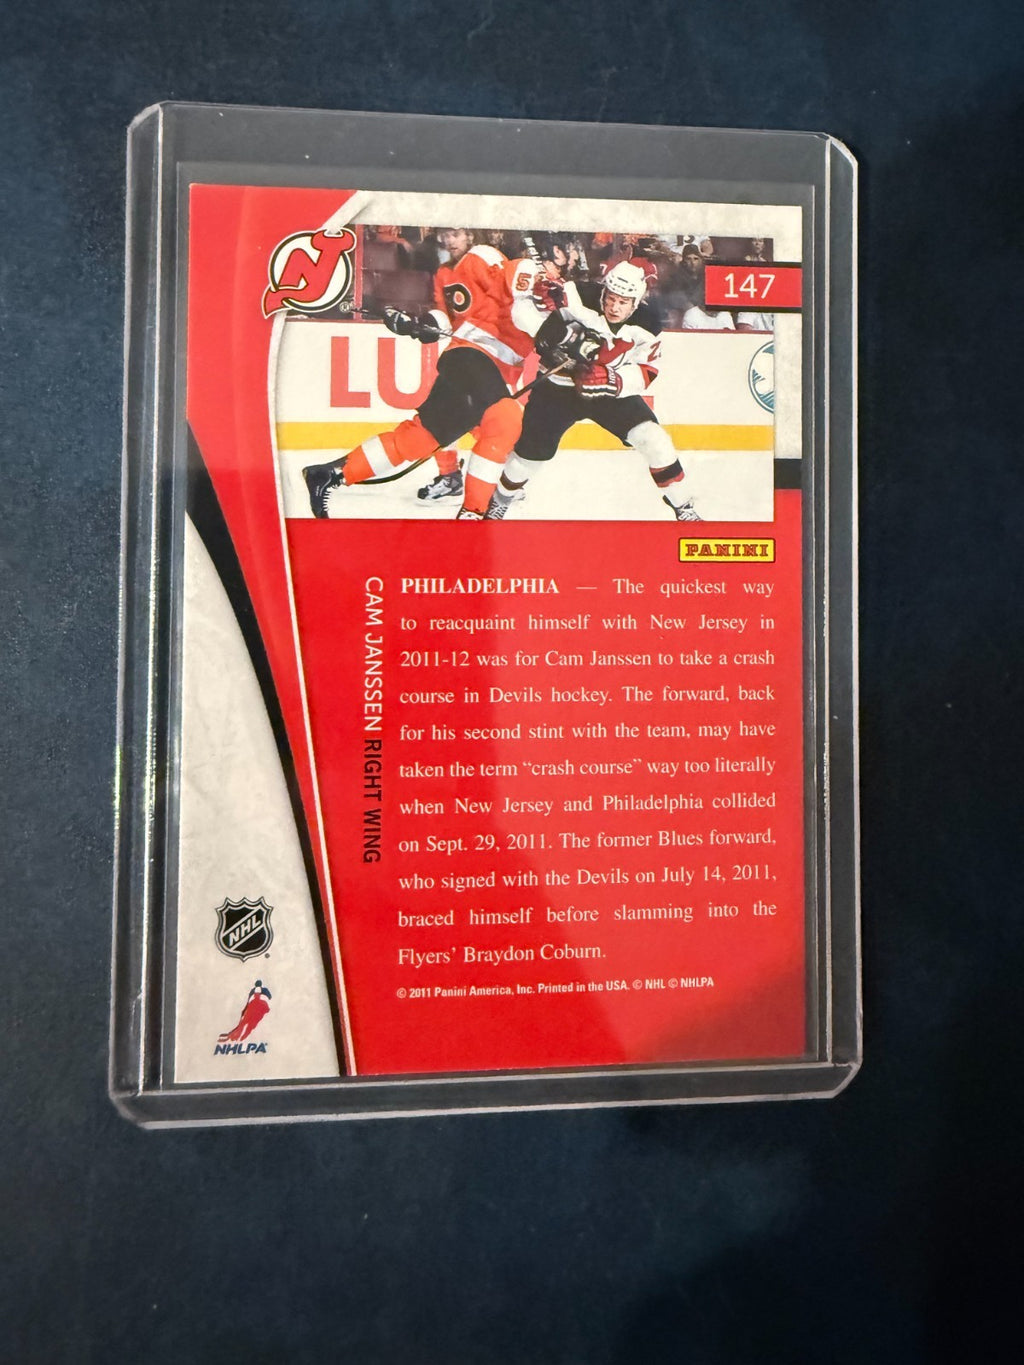 147
5
LU
PANINI
CAM JANSSEN RIGHT WING
PHILADELPHIA — The quickest way
to reacquaint himself with New Jersey in
2011-12 was for Cam Janssen to take a crash
course in Devils hockey. The forward, back
for his second stint with the team, may have
taken the term “crash course” way too literally
when New Jersey and Philadelphia collided
on Sept. 29, 2011. The former Blues forward,
who signed with the Devils on July 14, 2011,
braced himself before slamming into the
Flyers’ Braydon Coburn.
© 2011 Panini America, Inc. Printed in the USA. © NHL © NHLPA
NHL
NHLPA